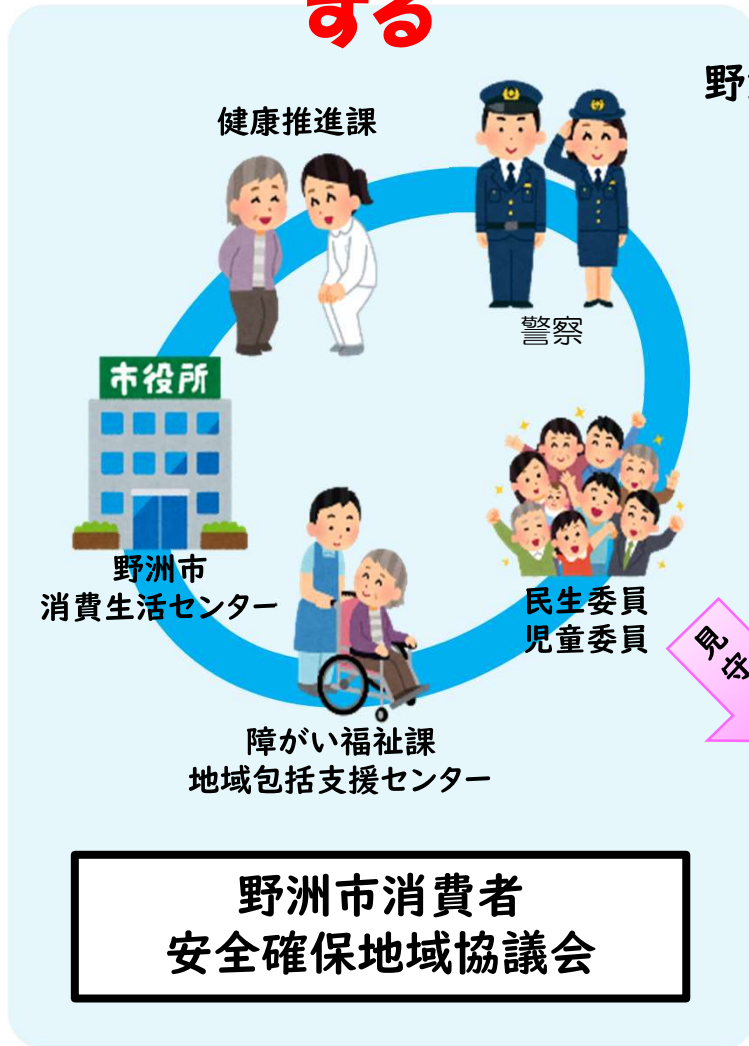 する
野
健康推進課
警察
市役所
野洲市
消費生活センター
民生委員
児童委員
見
守
障がい福祉課
地域包括支援センター
野洲市消費者
安全確保地域協議会